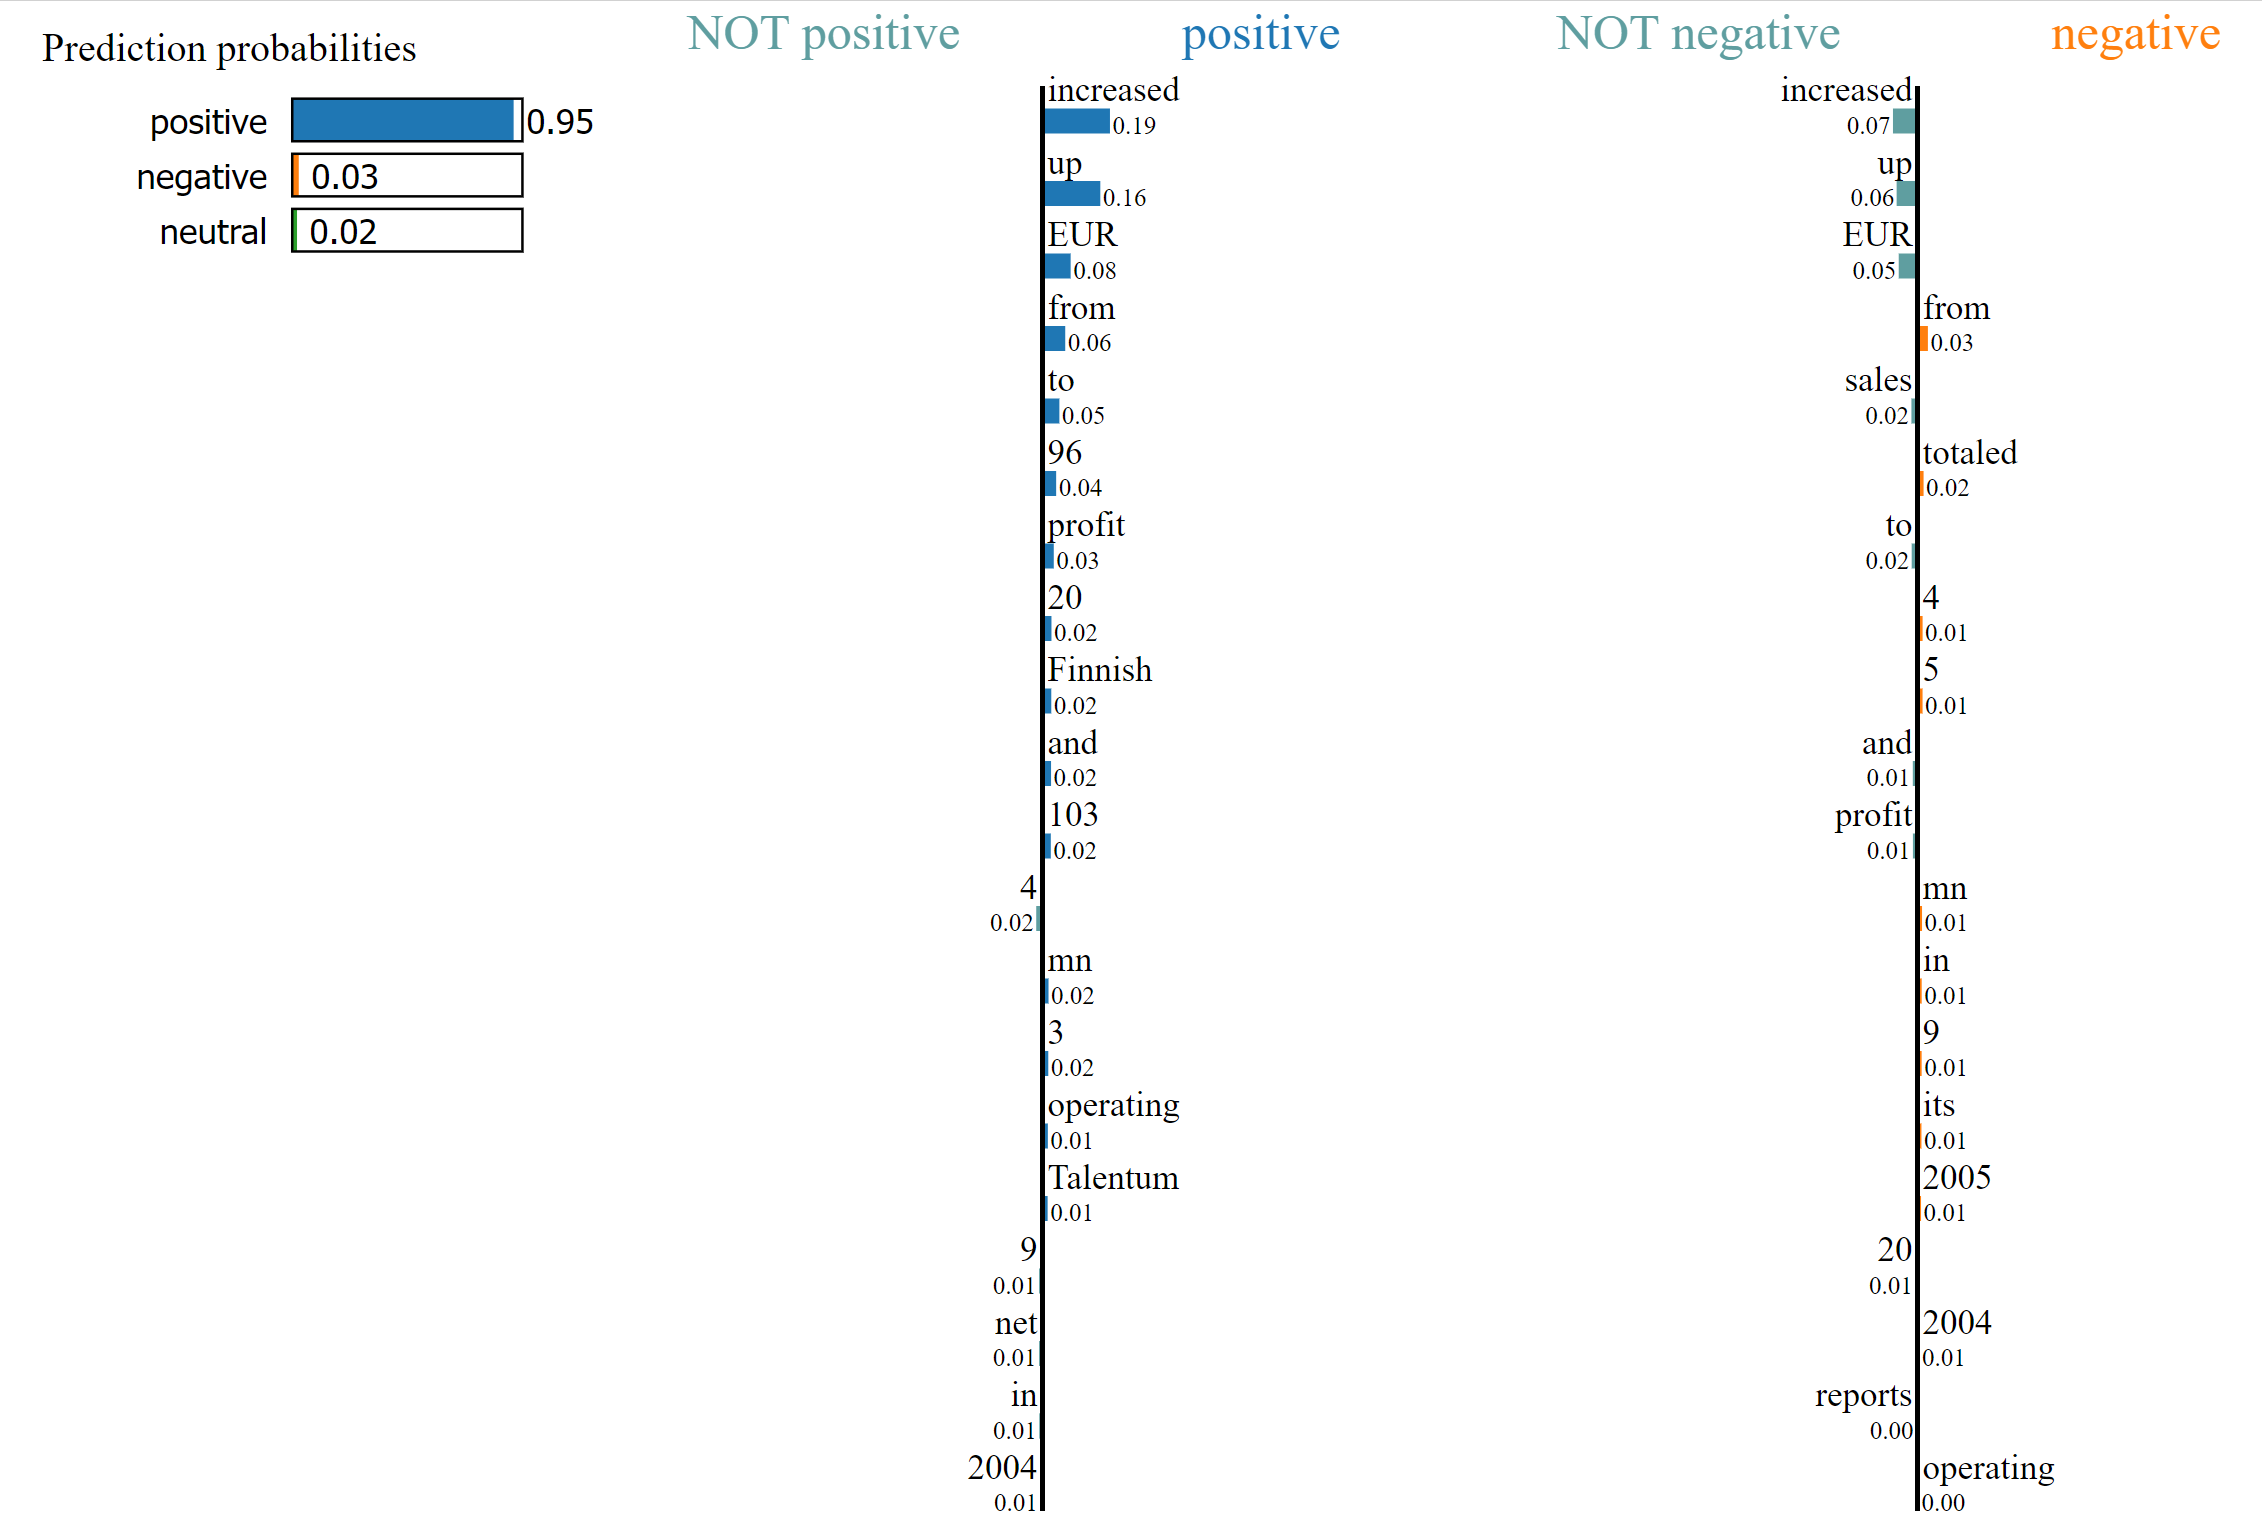 Prediction probabilities
positive 0.95
negative 0.03
neutral 0.02
NOT positive positive
increased
0.19
up
0.16
EUR
0.08
from
0.06
to
0.05
96
0.04
profit
0.03
20
0.02
Finnish
0.02
and
0.02
103
0.02
4
0.02
mn
0.02
3
0.02
operating
0.01
Talentum
0.01
9
0.01
net
0.01
in
0.01
2004
0.01
NOT negative negative
increased
0.07
up
0.06
EUR
0.05
from
0.03
sales
0.02
totaled
0.02
to
0.02
4
0.01
5
0.01
and
0.01
profit
0.01
mn
0.01
in
0.01
9
0.01
its
0.01
2005
0.01
20
0.01
2004
0.01
reports
0.00
operating
0.00